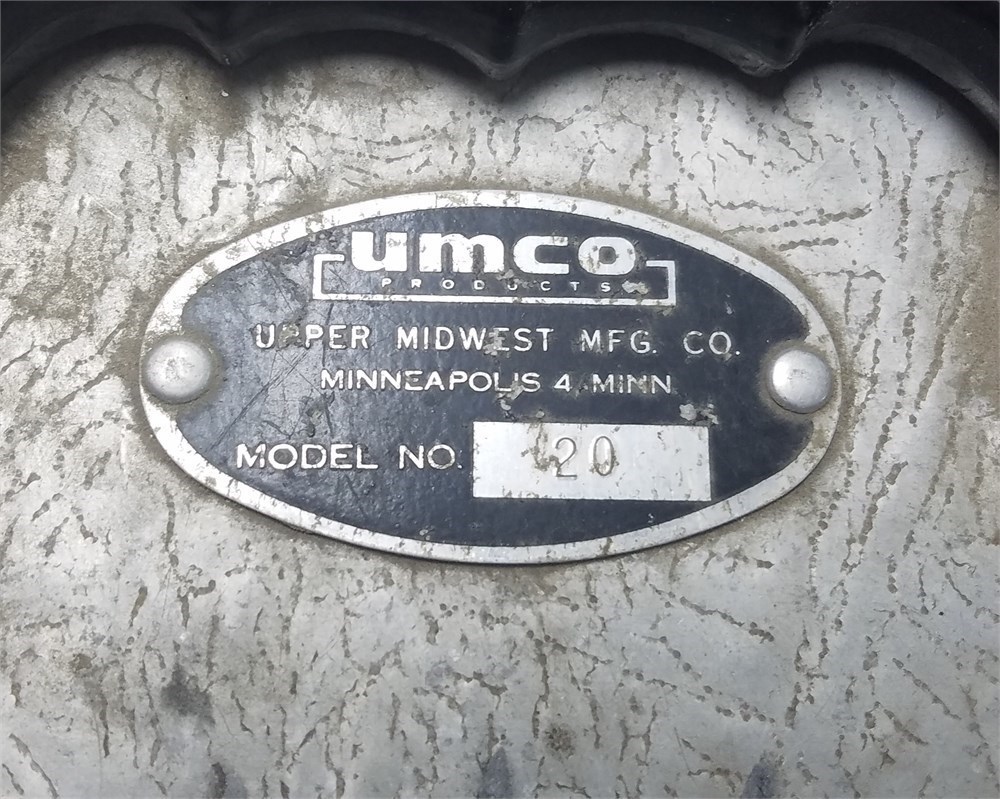 umco
PRODUCTS
UPPER MIDWEST MFG. CO.
MINNEAPOLIS 4, MINN.
MODEL NO. 20